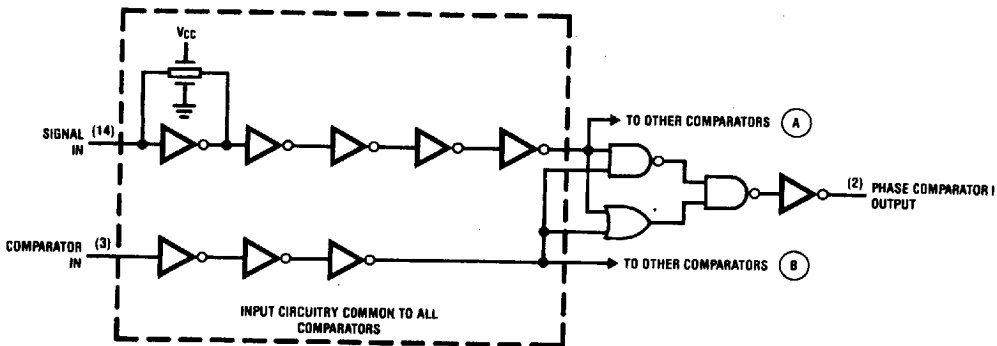 VCC
SIGNAL (14)
IN
TO OTHER COMPARATORS A
(2) PHASE COMPARATOR I
OUTPUT
COMPARATOR (3)
IN
TO OTHER COMPARATORS B
INPUT CIRCUITRY COMMON TO ALL
COMPARATORS